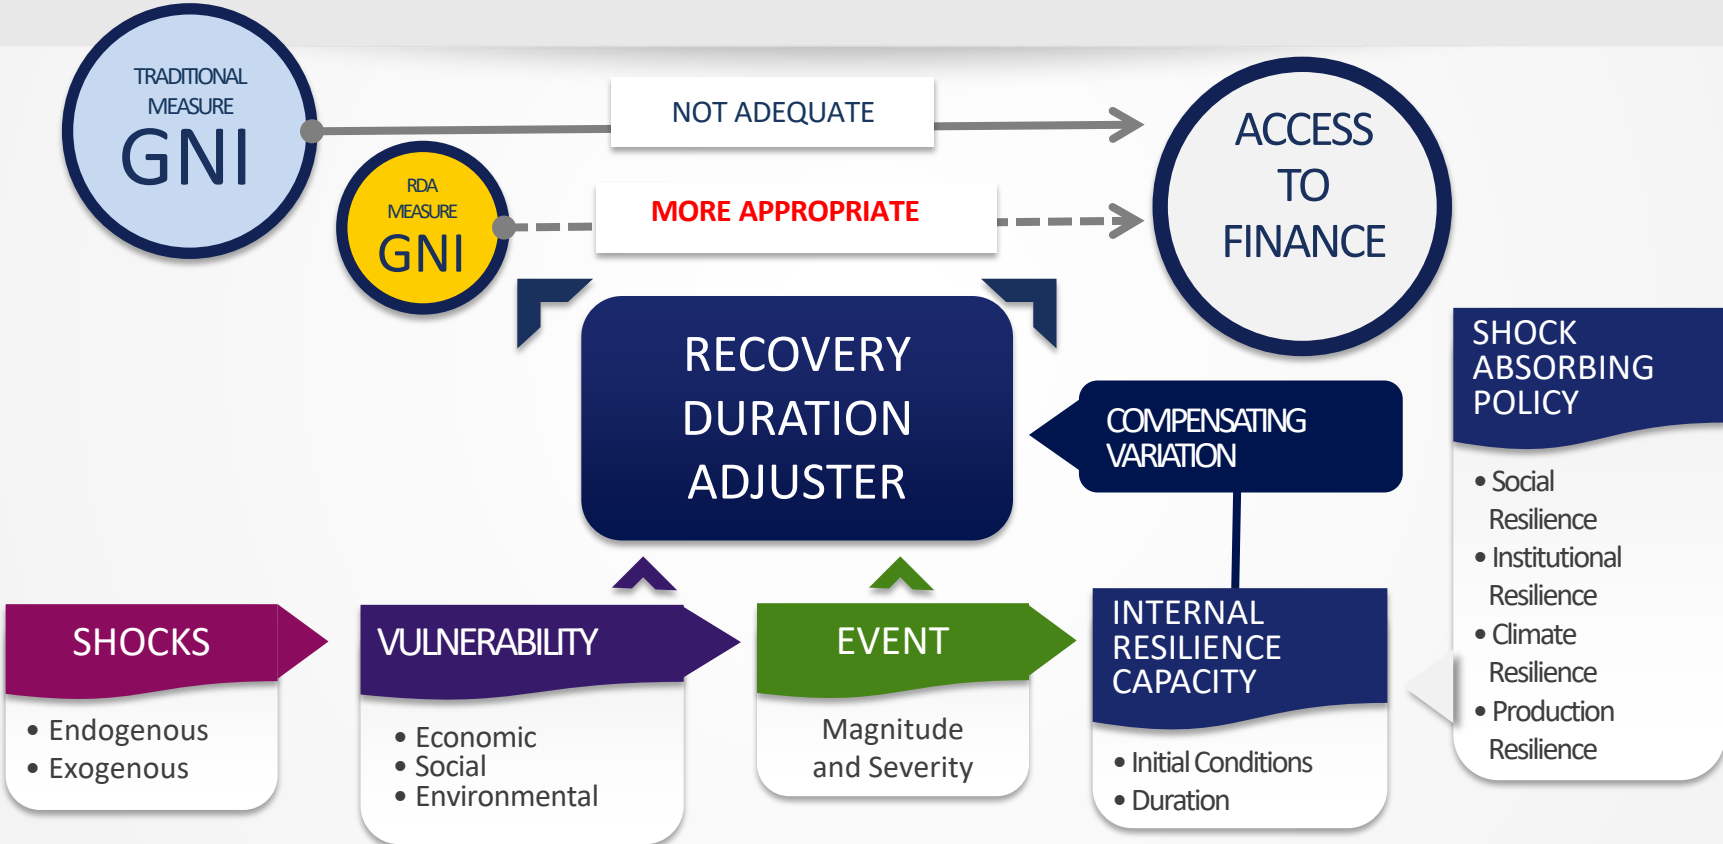 TRADITIONAL
MEASURE
GNI
NOT ADEQUATE
RDA
MEASURE
GNI
MORE APPROPRIATE
ACCESS
TO
FINANCE
RECOVERY
DURATION
ADJUSTER
COMPENSATING
VARIATION
SHOCK
ABSORBING
POLICY
• Social
Resilience
• Institutional
Resilience
• Climate
Resilience
• Production
Resilience
SHOCKS
• Endogenous
• Exogenous
VULNERABILITY
• Economic
• Social
• Environmental
EVENT
Magnitude
and Severity
INTERNAL
RESILIENCE
CAPACITY
• Initial Conditions
• Duration